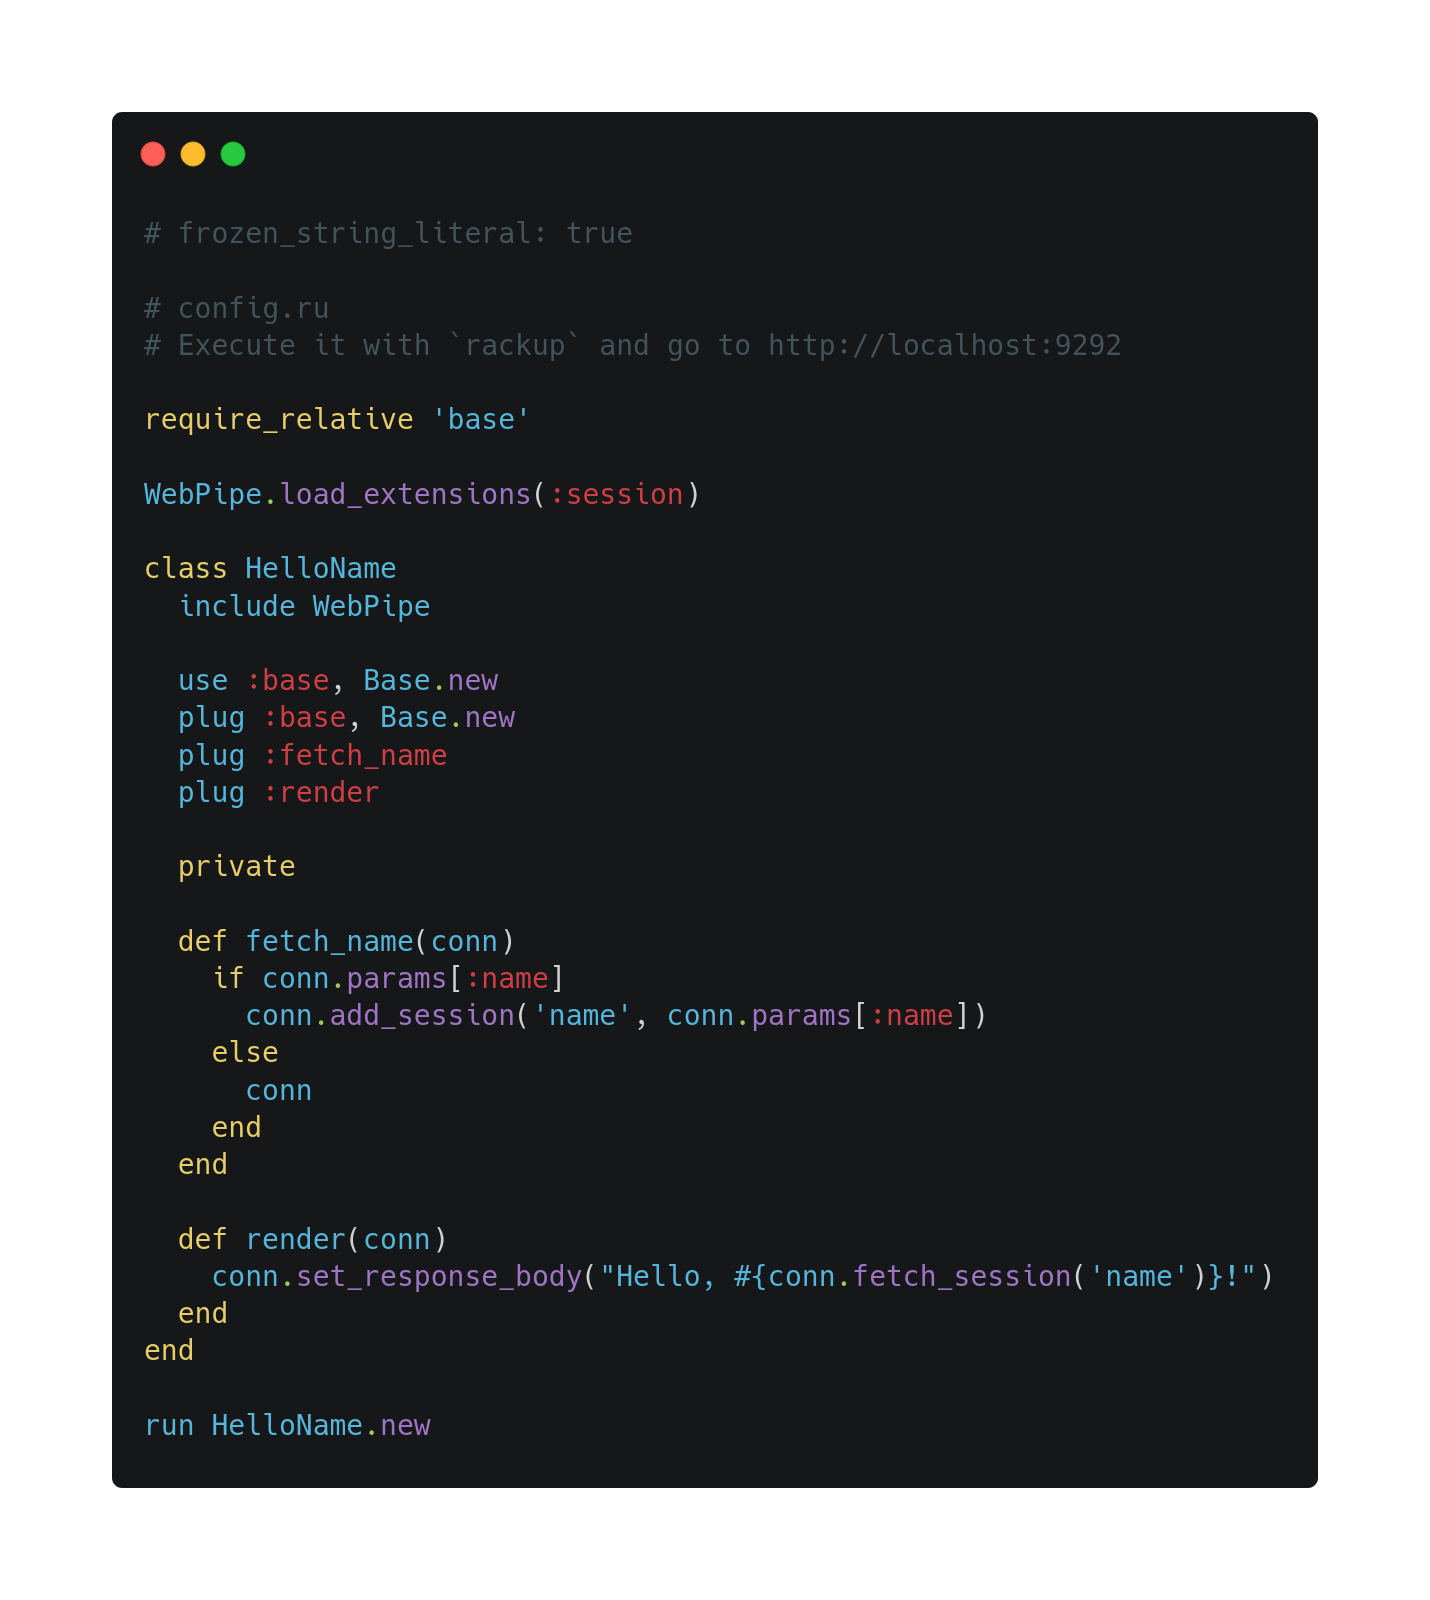 # frozen_string_literal: true

# config.ru
# Execute it with `rackup` and go to http://localhost:9292

require_relative 'base'

WebPipe.load_extensions(:session)

class HelloName
  include WebPipe

  use :base, Base.new
  plug :base, Base.new
  plug :fetch_name
  plug :render

  private

  def fetch_name(conn)
    if conn.params[:name]
      conn.add_session('name', conn.params[:name])
    else
      conn
    end
  end

  def render(conn)
    conn.set_response_body("Hello, #{conn.fetch_session('name')}!")
  end
end

run HelloName.new